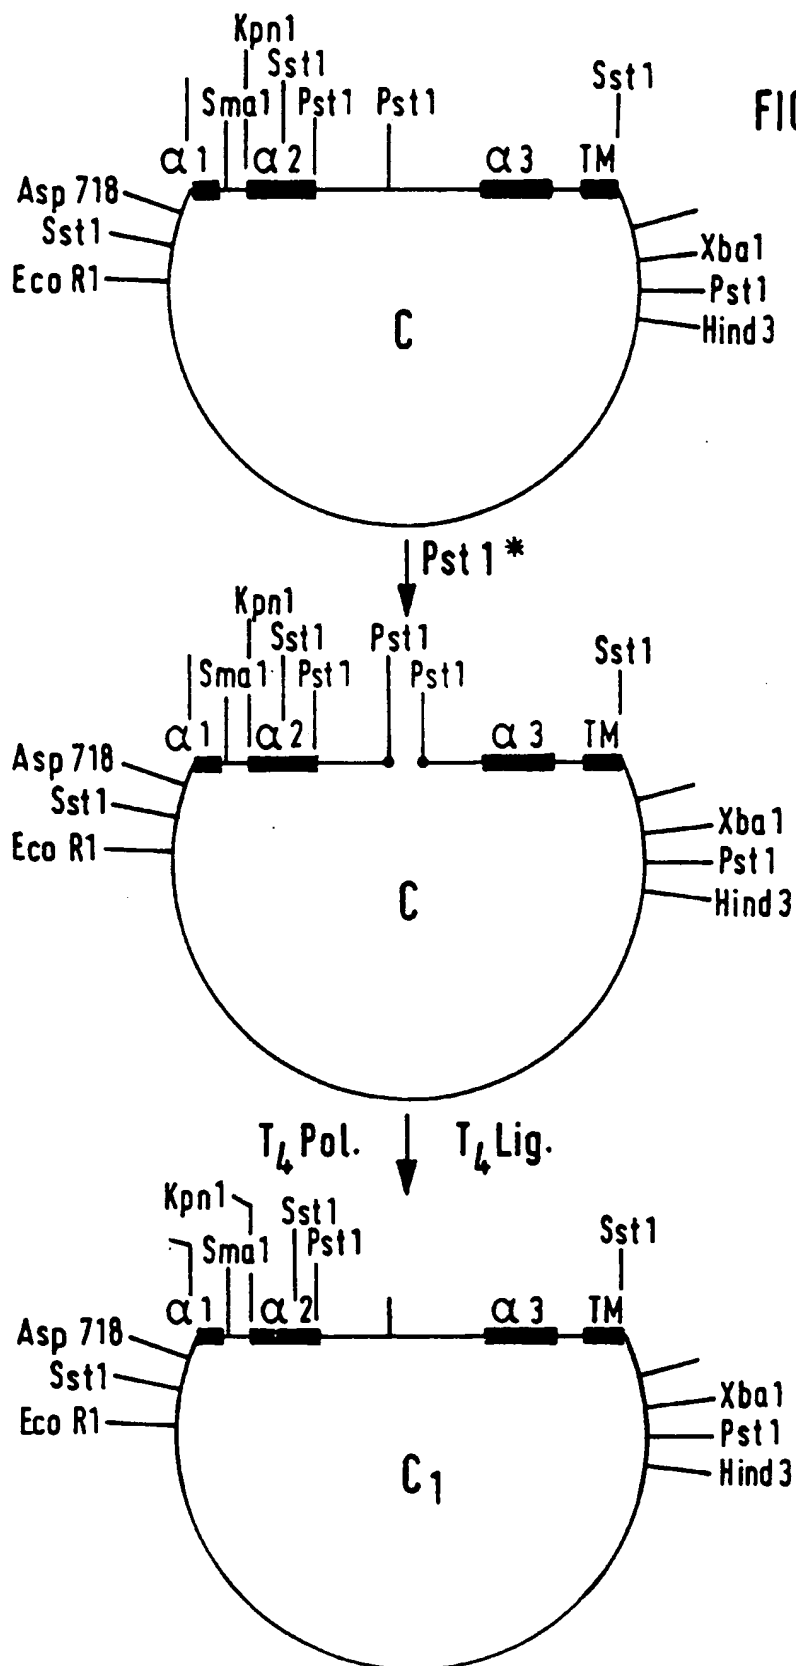 Kpn1
Sst1
Sma1 Pst1 Pst1
Sst1
α1 α2 α3 TM
Asp 718
Sst1
Eco R1
Xba1
Pst1
Hind 3
C
Pst 1*
Kpn1
Sst1 Pst1
Sma1 Pst1 Pst1
Sst1
α1 α2 α3 TM
Asp 718
Sst1
Eco R1
Xba1
Pst1
Hind 3
C
T4 Pol. T4 Lig.
Kpn1
Sst1
Sma1 Pst1
Sst1
α1 α2 α3 TM
Asp 718
Sst1
Eco R1
Xba1
Pst1
Hind 3
C1